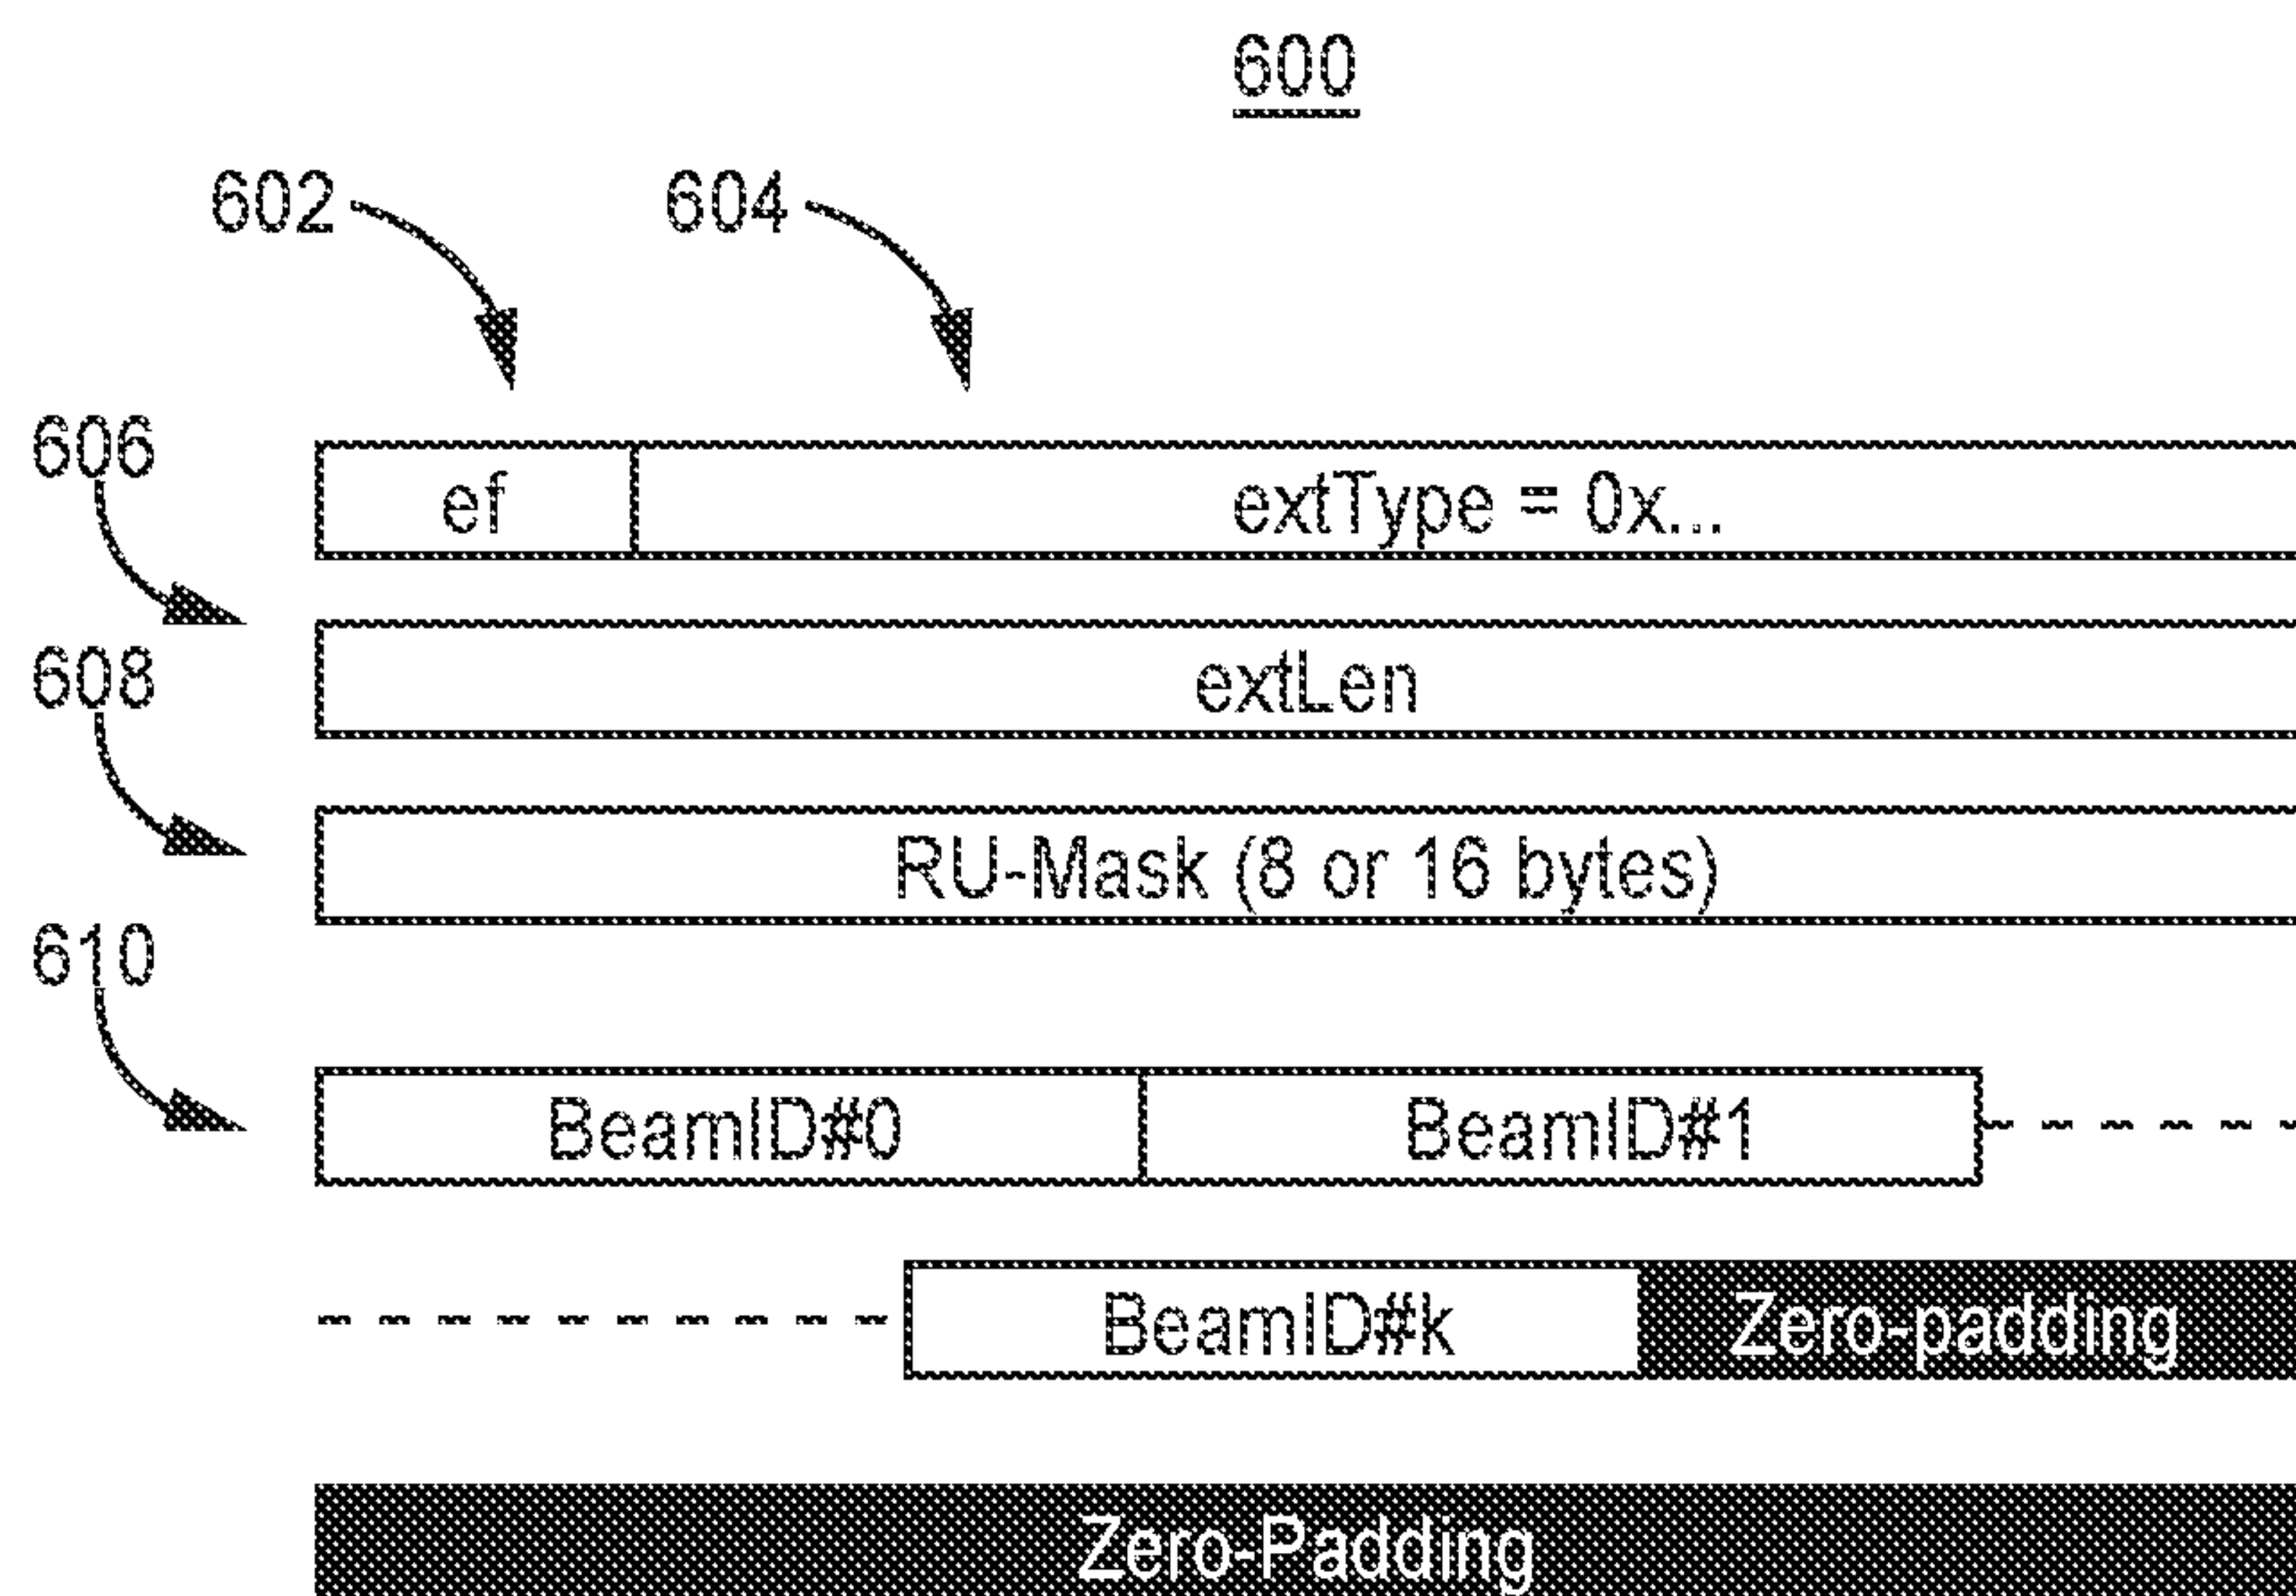 600
602 604
606
ef extType = 0x...
extLen
608
RU-Mask (8 or 16 bytes)
610
BeamID#0 BeamID#1
BeamID#k Zero-padding
Zero-Padding